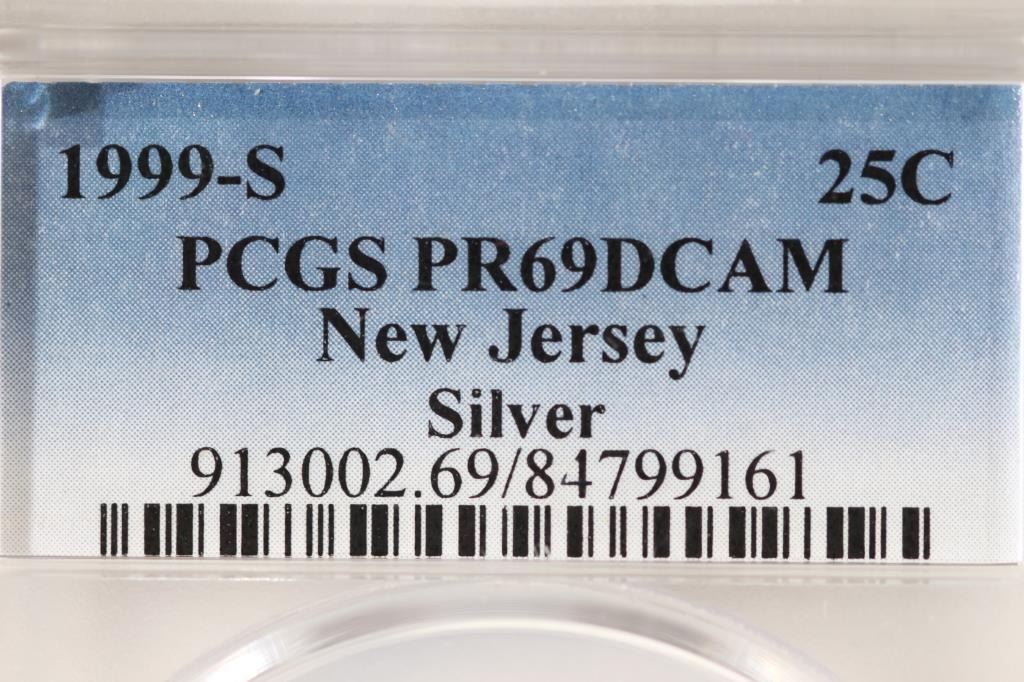 1999-S 25C
PCGS PR69DCAM
New Jersey
Silver
913002.69/84799161